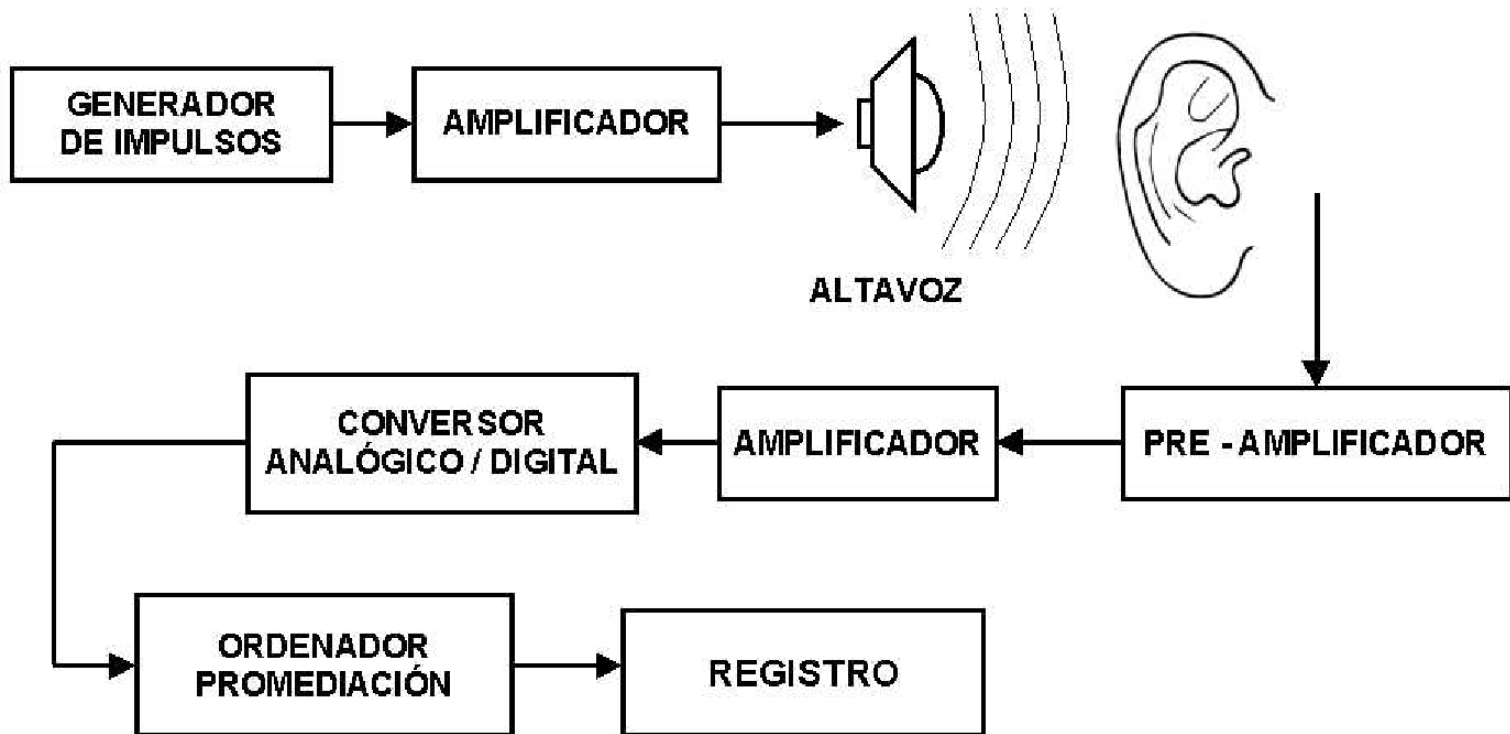 GENERADOR
DE IMPULSOS
AMPLIFICADOR
ALTAVOZ
CONVERSOR
ANALÓGICO / DIGITAL
AMPLIFICADOR
PRE - AMPLIFICADOR
ORDENADOR
PROMEDIACIÓN
REGISTRO